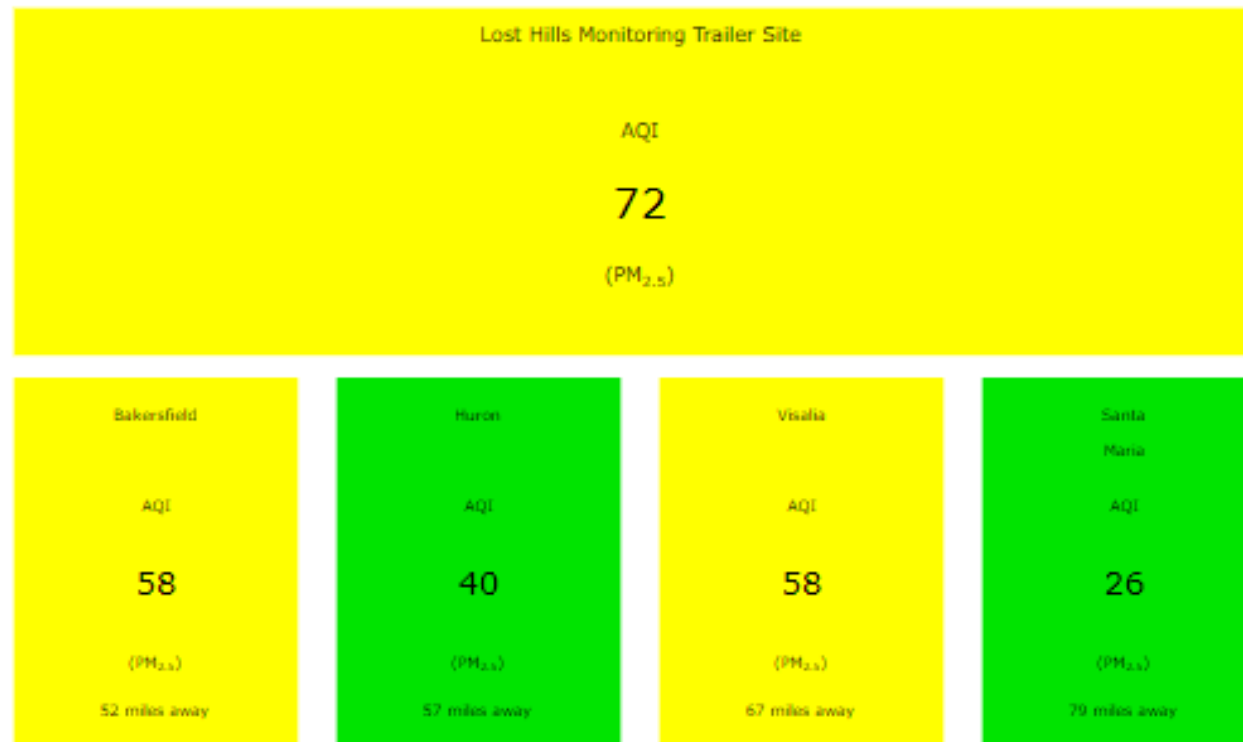 Lost Hills Monitoring Trailer Site
AQI
72
(PM2.5)
Bakersfield
AQI
58
(PM2.5)
52 miles away
Huron
AQI
40
(PM2.5)
57 miles away
Visalia
AQI
58
(PM2.5)
67 miles away
Santa
Maria
AQI
26
(PM2.5)
79 miles away